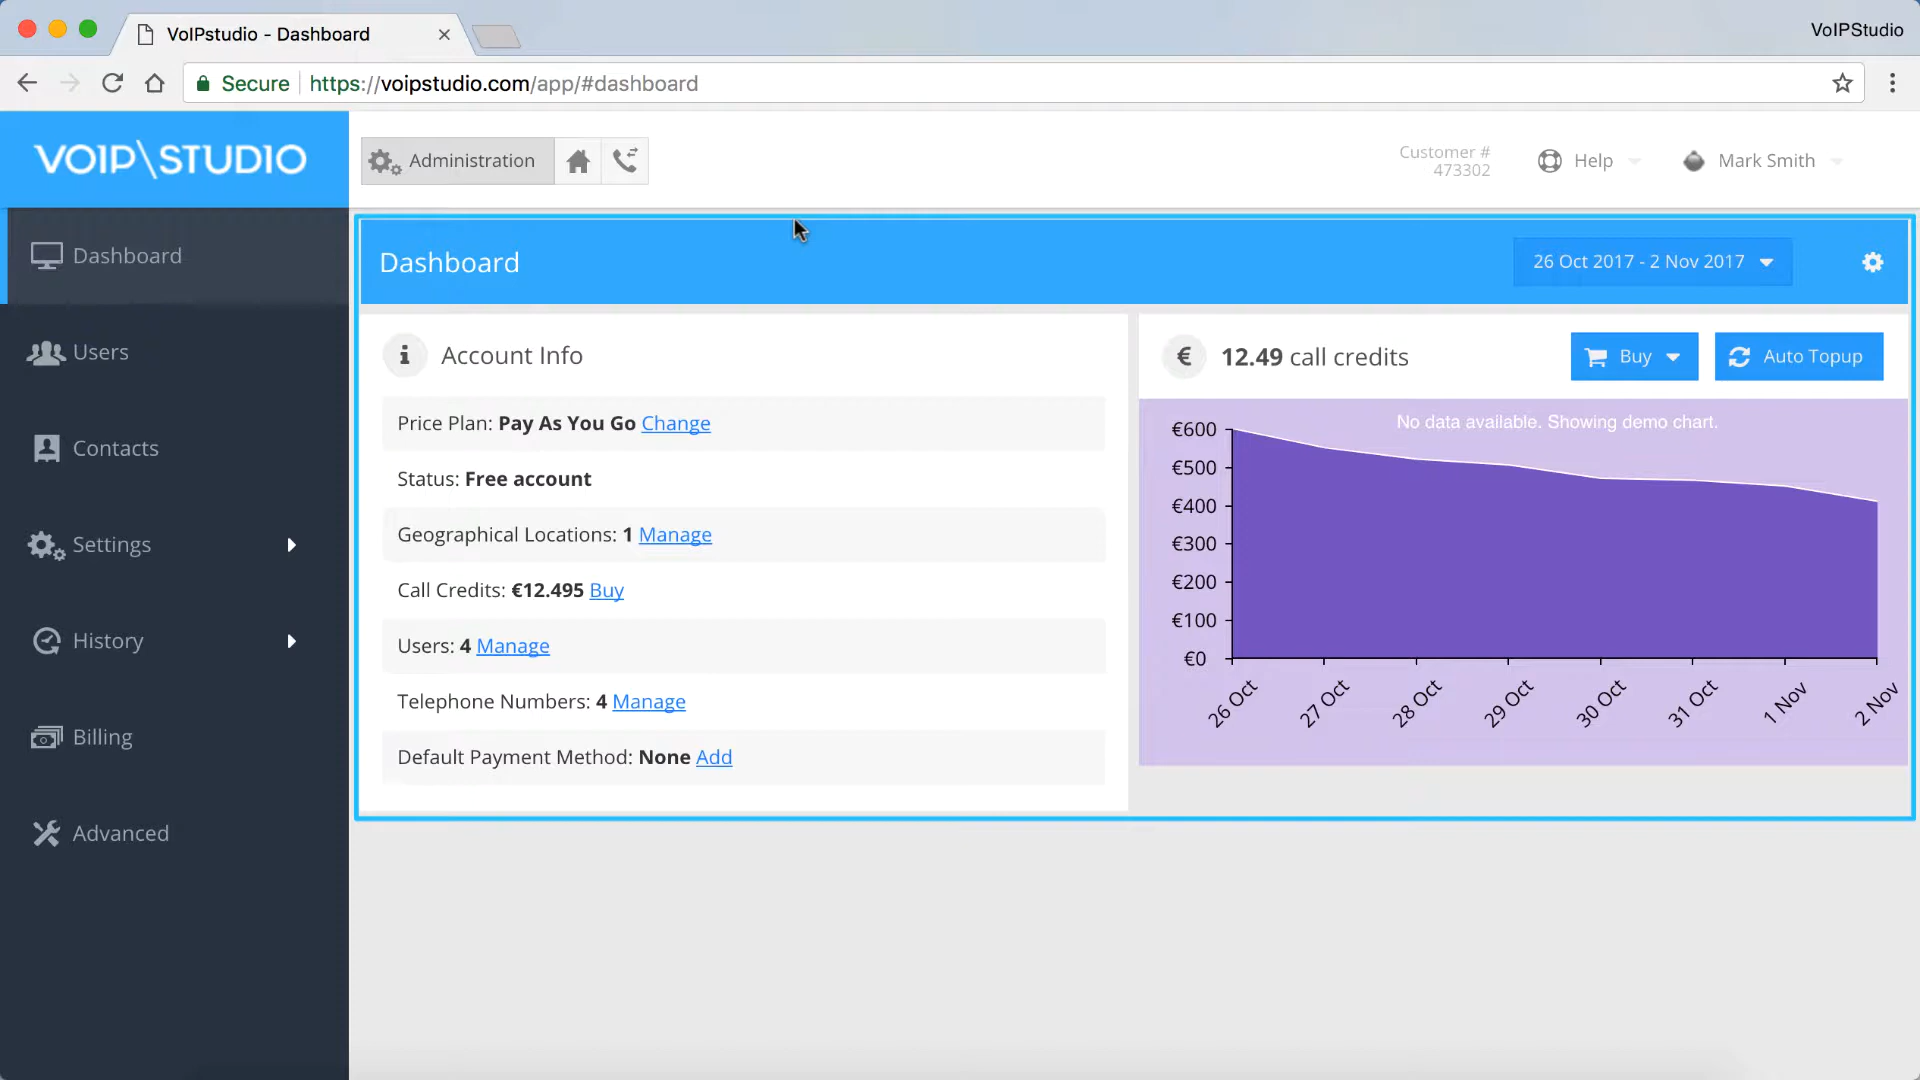 VoIPstudio - Dashboard
VoIPStudio
Secure https://voipstudio.com/app/#dashboard
VOIP\STUDIO
Administration
Customer #
473302
Help
Mark Smith
Dashboard
Users
Contacts
Settings
History
Billing
Advanced
Dashboard
26 Oct 2017 - 2 Nov 2017
Account Info
Price Plan: Pay As You Go Change
Status: Free account
Geographical Locations: 1 Manage
Call Credits: €12.495 Buy
Users: 4 Manage
Telephone Numbers: 4 Manage
Default Payment Method: None Add
€ 12.49 call credits
Buy
Auto Topup
No data available. Showing demo chart.
€600
€500
€400
€300
€200
€100
€0
26 Oct
27 Oct
28 Oct
29 Oct
30 Oct
31 Oct
1 Nov
2 Nov